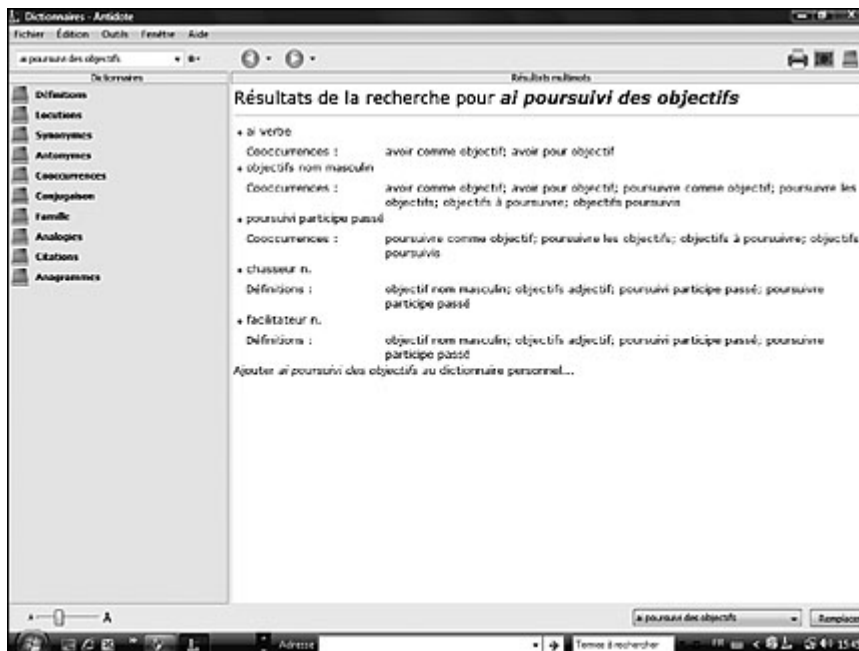 Dictionnaires - Antidote
Fichier Édition Outils Fenêtre Aide
ai poursuivi des objectifs
Dictionnaires
Résultats multimots
Définitions
Locutions
Synonymes
Antonymes
Cooccurrences
Conjugaison
Famille
Analogies
Citations
Anagrammes
Résultats de la recherche pour ai poursuivi des objectifs
ai verbe
Cooccurrences : avoir comme objectif; avoir pour objectif
objectifs nom masculin
Cooccurrences : avoir comme objectif; avoir pour objectif; poursuivre comme objectif; poursuivre les
objectifs; objectifs à poursuivre; objectifs poursuivis
poursuivi participe passé
Cooccurrences : poursuivre comme objectif; poursuivre les objectifs; objectifs à poursuivre; objectifs
poursuivis
chasseur n.
Définitions : objectif nom masculin; objectifs adjectif; poursuivi participe passé; poursuivre
participe passé
facilitateur n.
Définitions : objectif nom masculin; objectifs adjectif; poursuivi participe passé; poursuivre
participe passé
Ajouter ai poursuivi des objectifs au dictionnaire personnel...
A A
ai poursuivi des objectifs Remplacer
Adresse Termes à rechercher FR